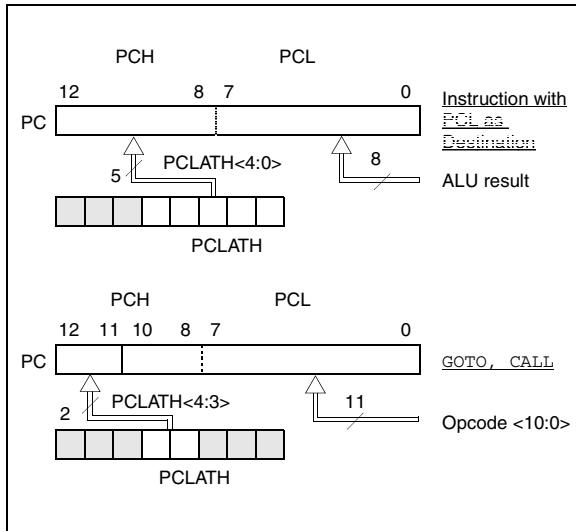 PCH PCL
12 8 7 0
PC
Instruction with
PCL as
Destination
5 PCLATH<4:0> 8
ALU result
PCLATH
PCH PCL
12 11 10 8 7 0
PC
GOTO, CALL
2 PCLATH<4:3> 11
Opcode <10:0>
PCLATH